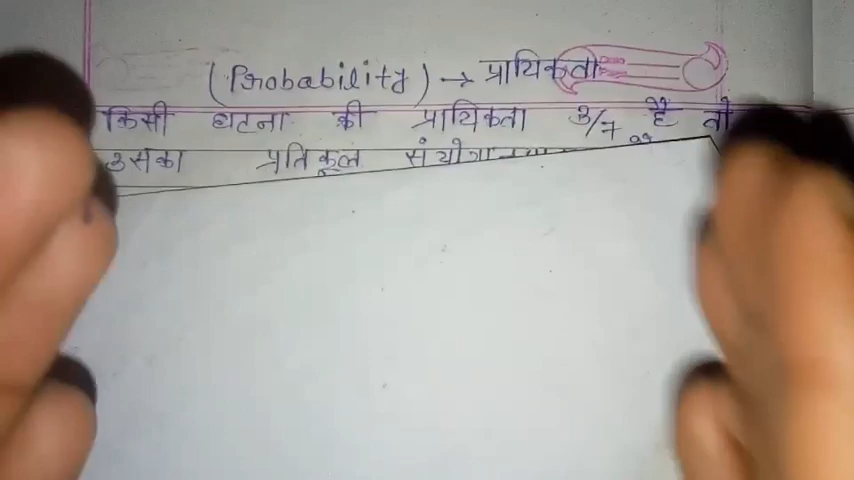 (Probability) → प्रायिकता
किसी घटना की प्रायिकता 3/7 है तो
उसका प्रतिकूल संयोगा